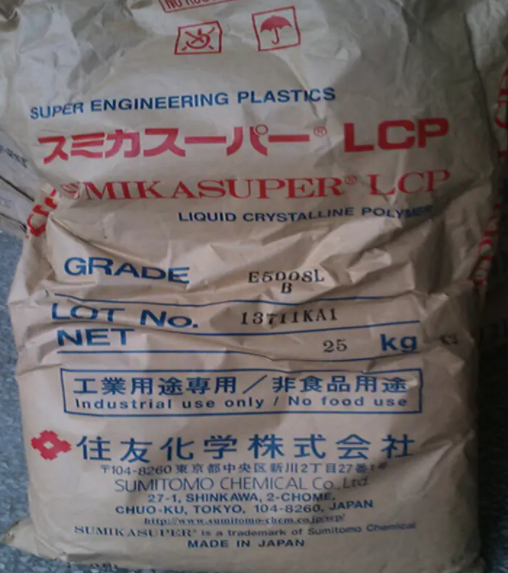 SUPER ENGINEERING PLASTICS
スミカスーパー® LCP
SUMIKASUPER® LCP
LIQUID CRYSTALLINE POLYMER
GRADE E5008L
B
LOT No. 13711KA1
NET 25 kg
工業用途専用／非食品用途
Industrial use only / No food use
住友化学株式会社
〒104-8260 東京都中央区新川2丁目27番1号
SUMITOMO CHEMICAL Co., Ltd.
27-1, SHINKAWA, 2-CHOME,
CHUO-KU, TOKYO, 104-8260, JAPAN
http://www.sumitomo-chem.co.jp/sep/
SUMIKASUPER® is a trademark of Sumitomo Chemical
MADE IN JAPAN